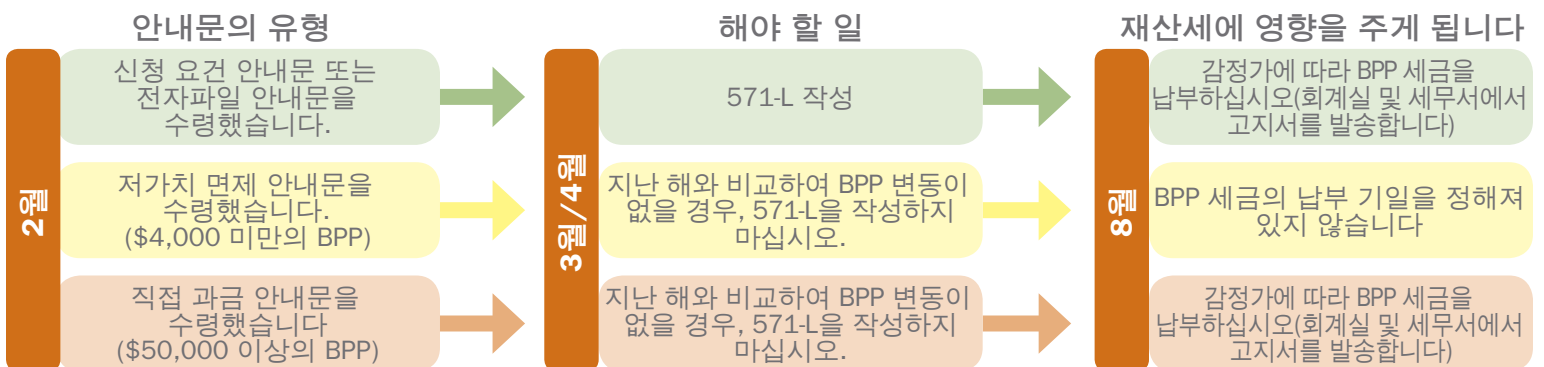 안내문의 유형
해야 할 일
재산세에 영향을 주게 됩니다
2월
신청 요건 안내문 또는
전자파일 안내문을
수령했습니다.
저가치 면제 안내문을
수령했습니다.
($4,000 미만의 BPP)
직접 과금 안내문을
수령했습니다
($50,000 이상의 BPP)
3월/4월
571-L 작성
지난 해와 비교하여 BPP 변동이
없을 경우, 571-L을 작성하지
마십시오.
지난 해와 비교하여 BPP 변동이
없을 경우, 571-L을 작성하지
마십시오.
8월
감정가에 따라 BPP 세금을
납부하십시오(회계실 및 세무서에서
고지서를 발송합니다)
BPP 세금의 납부 기일을 정해져
있지 않습니다
감정가에 따라 BPP 세금을
납부하십시오(회계실 및 세무서에서
고지서를 발송합니다)